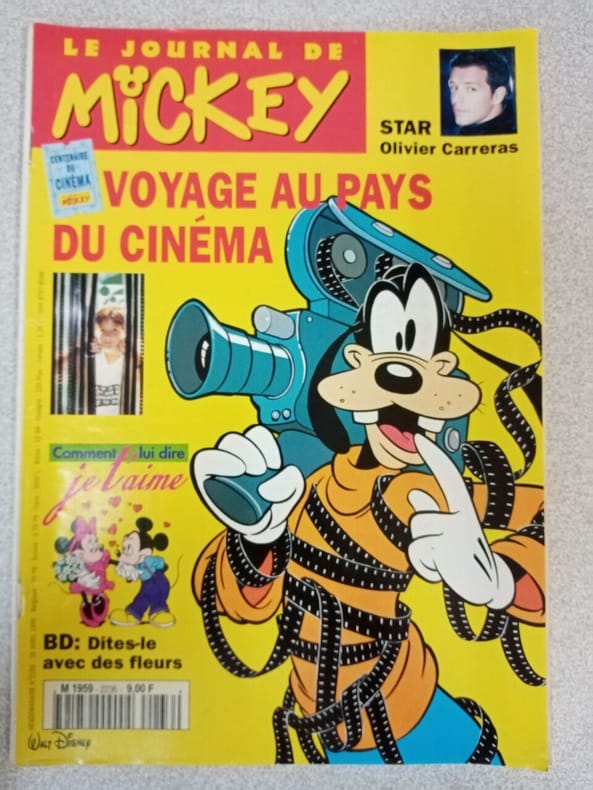 LE JOURNAL DE
MICKEY
STAR
Olivier Carreras
CENTENAIRE
DU
CINÉMA
MICKEY
VOYAGE AU PAYS
DU CINÉMA
Comment lui dire
je t'aime
BD: Dites-le
avec des fleurs
M 1959 - 2236 - 9,00 F
WALT DISNEY